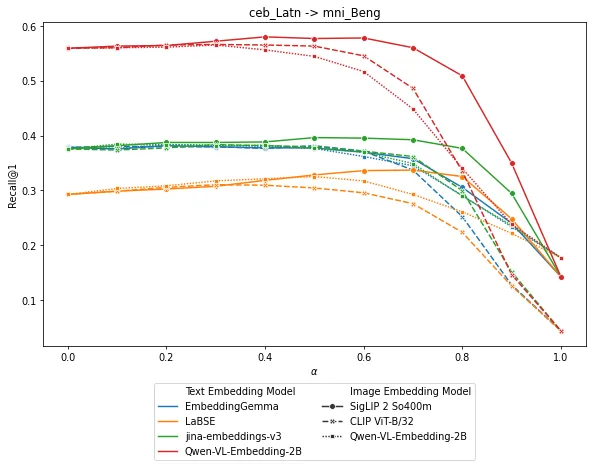 ceb_Latn -> mni_Beng
0.6
0.5
0.4
0.3
0.2
0.1
Recall@1
0.0 0.2 0.4 0.6 0.8 1.0
α
Text Embedding Model
EmbeddingGemma
LaBSE
jina-embeddings-v3
Qwen-VL-Embedding-2B
Image Embedding Model
SigLIP 2 So400m
CLIP ViT-B/32
Qwen-VL-Embedding-2B